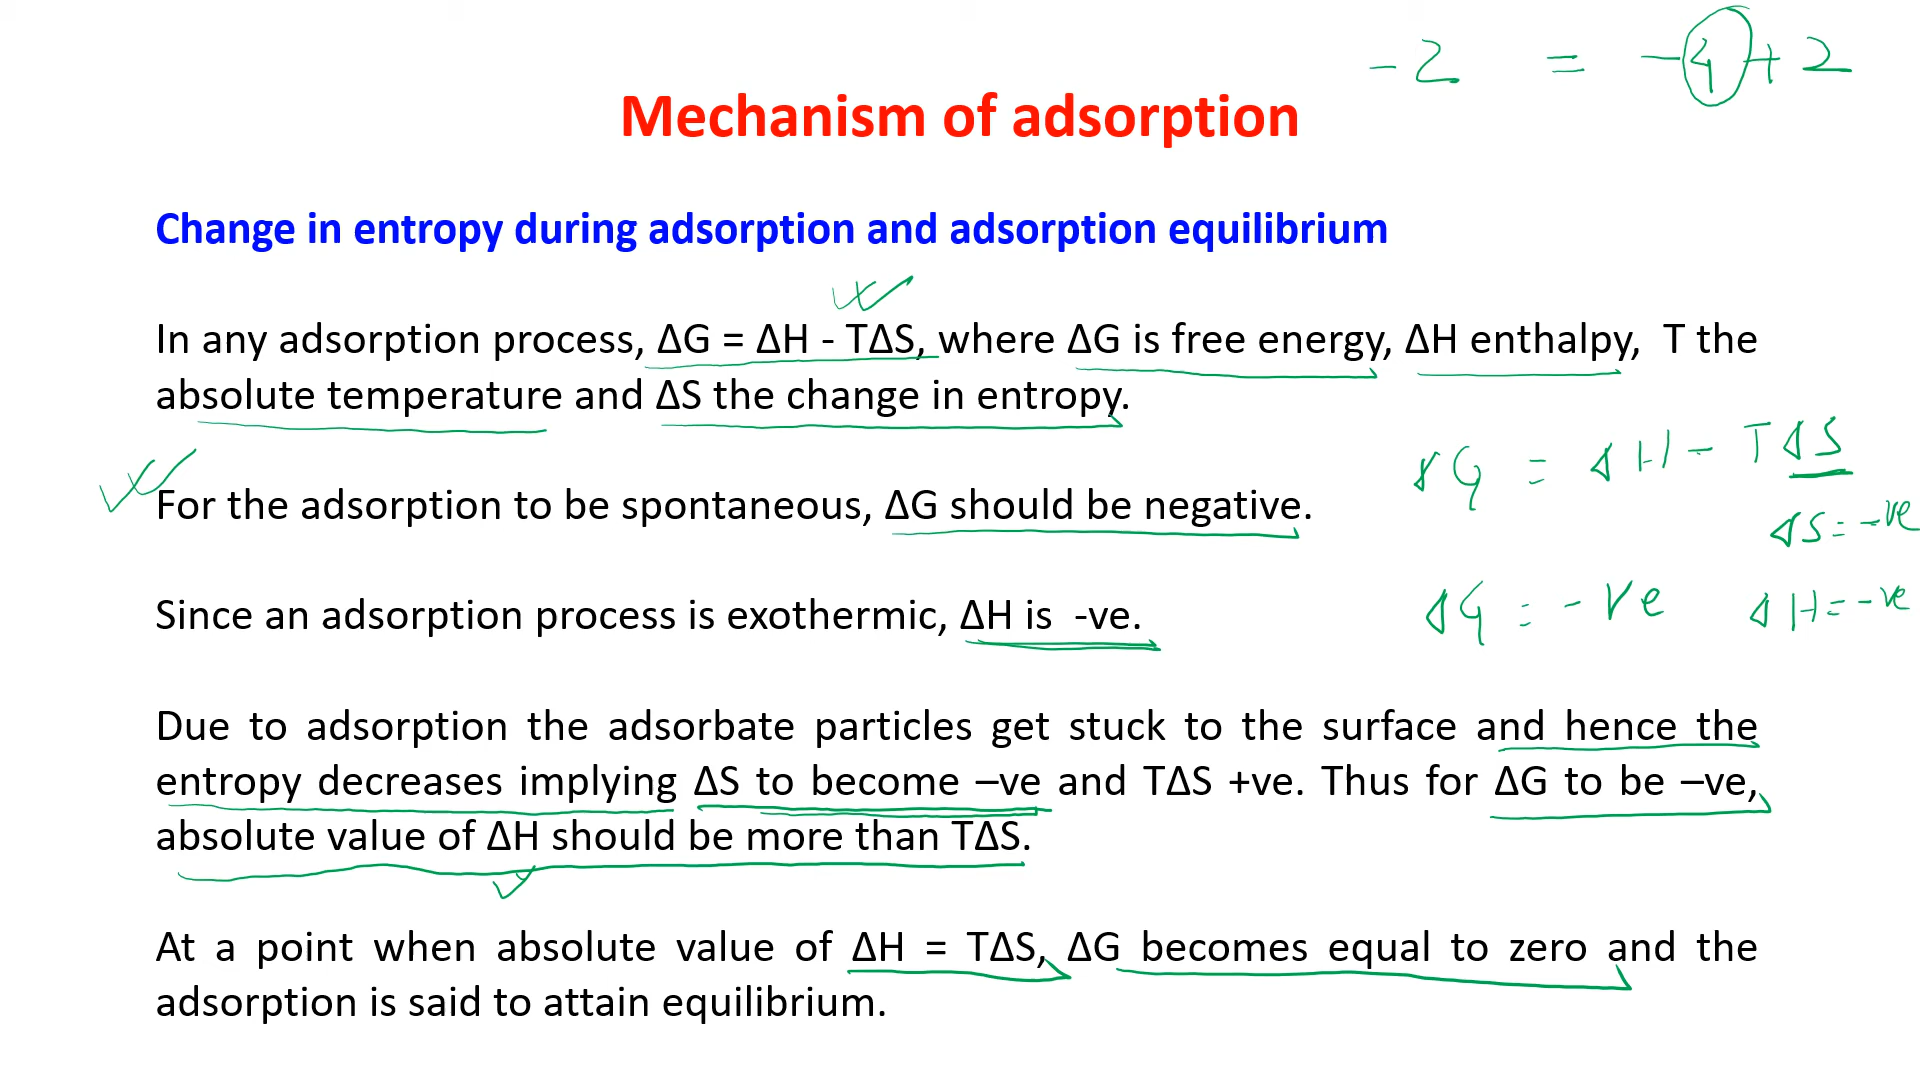 -2 = -4+2
Mechanism of adsorption
Change in entropy during adsorption and adsorption equilibrium
In any adsorption process, ΔG = ΔH - TΔS, where ΔG is free energy, ΔH enthalpy, T the
absolute temperature and ΔS the change in entropy.
ΔG = ΔH - TΔS
For the adsorption to be spontaneous, ΔG should be negative.
ΔS = -ve
Since an adsorption process is exothermic, ΔH is -ve.
ΔG = -ve ΔH = -ve
Due to adsorption the adsorbate particles get stuck to the surface and hence the
entropy decreases implying ΔS to become –ve and TΔS +ve. Thus for ΔG to be –ve,
absolute value of ΔH should be more than TΔS.
At a point when absolute value of ΔH = TΔS, ΔG becomes equal to zero and the
adsorption is said to attain equilibrium.